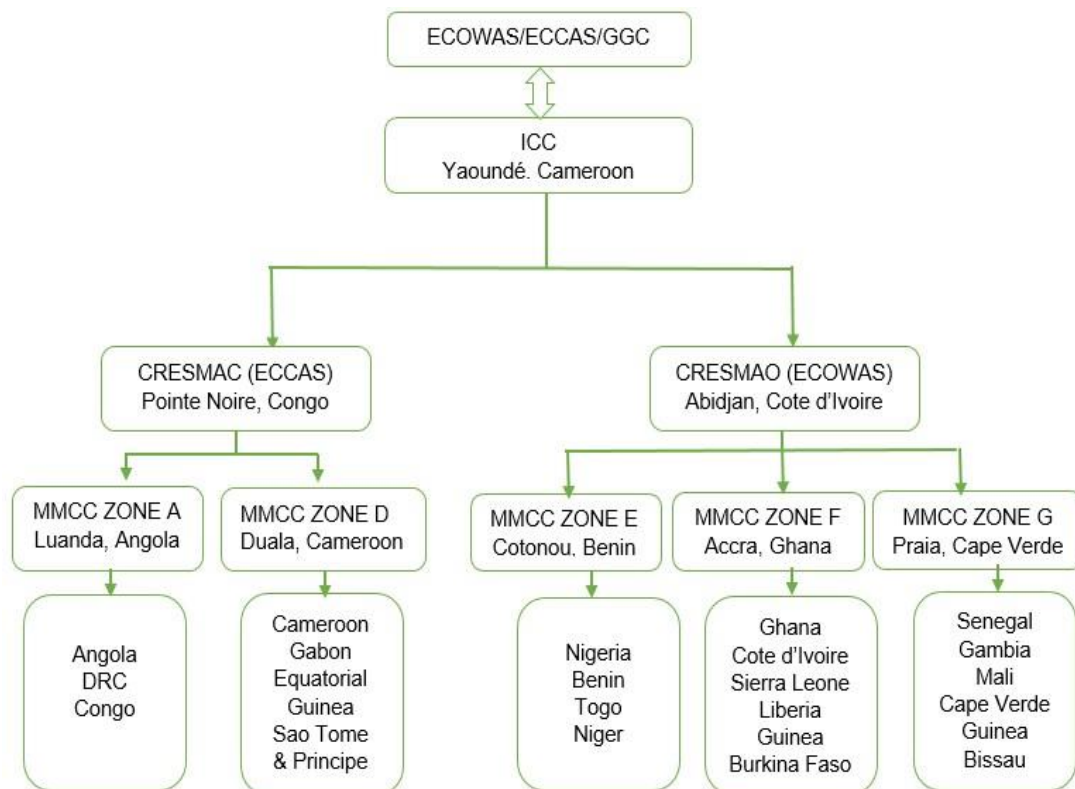 ECOWAS/ECCAS/GGC
ICC
Yaoundé. Cameroon
CRESMAC (ECCAS)
Pointe Noire, Congo
CRESMAO (ECOWAS)
Abidjan, Cote d’Ivoire
MMCC ZONE A
Luanda, Angola
MMCC ZONE D
Duala, Cameroon
MMCC ZONE E
Cotonou, Benin
MMCC ZONE F
Accra, Ghana
MMCC ZONE G
Praia, Cape Verde
Angola
DRC
Congo
Cameroon
Gabon
Equatorial
Guinea
Sao Tome
& Principe
Nigeria
Benin
Togo
Niger
Ghana
Cote d’Ivoire
Sierra Leone
Liberia
Guinea
Burkina Faso
Senegal
Gambia
Mali
Cape Verde
Guinea
Bissau